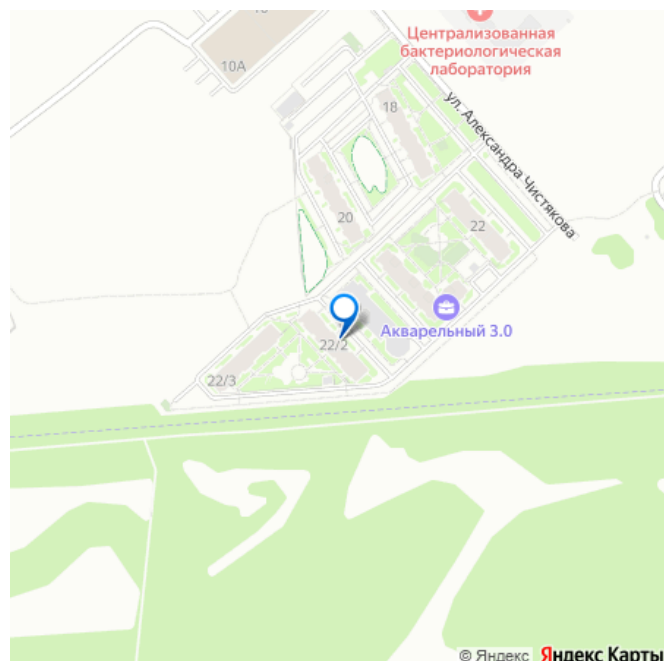 Централизованная
бактериологическая
лаборатория
10А
18
ул. Александра Чистякова
20
22
Акварельный 3.0
22/2
22/3
© Яндекс Яндекс Карты